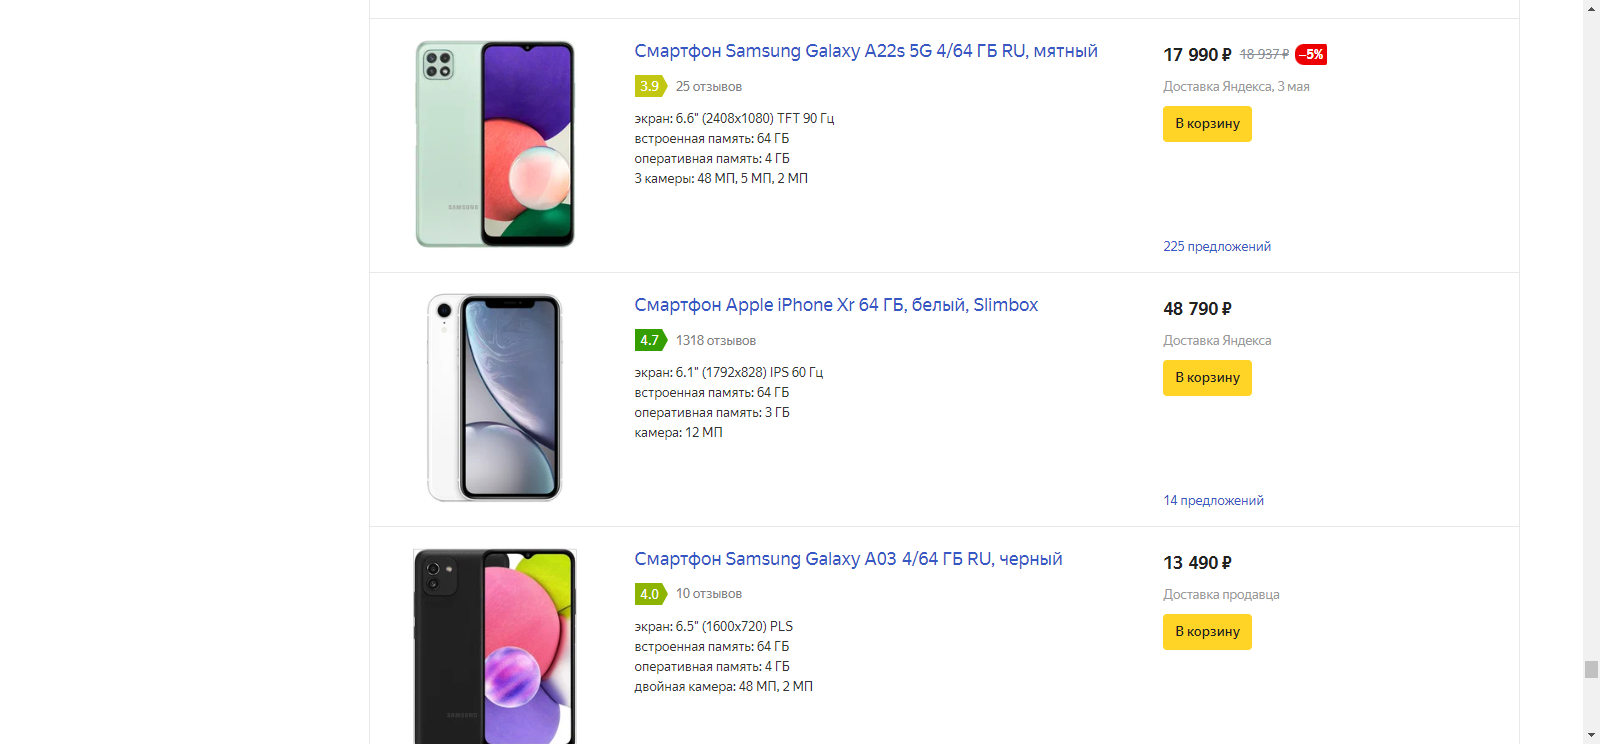 Смартфон Samsung Galaxy A22s 5G 4/64 ГБ RU, мятный
3.9 25 отзывов
экран: 6.6" (2408x1080) TFT 90 Гц
встроенная память: 64 ГБ
оперативная память: 4 ГБ
3 камеры: 48 МП, 5 МП, 2 МП
17 990 ₽ 18 937 ₽ –5%
Доставка Яндекса, 3 мая
В корзину
225 предложений
SAMSUNG
Смартфон Apple iPhone Xr 64 ГБ, белый, Slimbox
4.7 1318 отзывов
экран: 6.1" (1792x828) IPS 60 Гц
встроенная память: 64 ГБ
оперативная память: 3 ГБ
камера: 12 МП
48 790 ₽
Доставка Яндекса
В корзину
14 предложений
Смартфон Samsung Galaxy A03 4/64 ГБ RU, черный
4.0 10 отзывов
экран: 6.5" (1600x720) PLS
встроенная память: 64 ГБ
оперативная память: 4 ГБ
двойная камера: 48 МП, 2 МП
13 490 ₽
Доставка продавца
В корзину
SAMSUNG